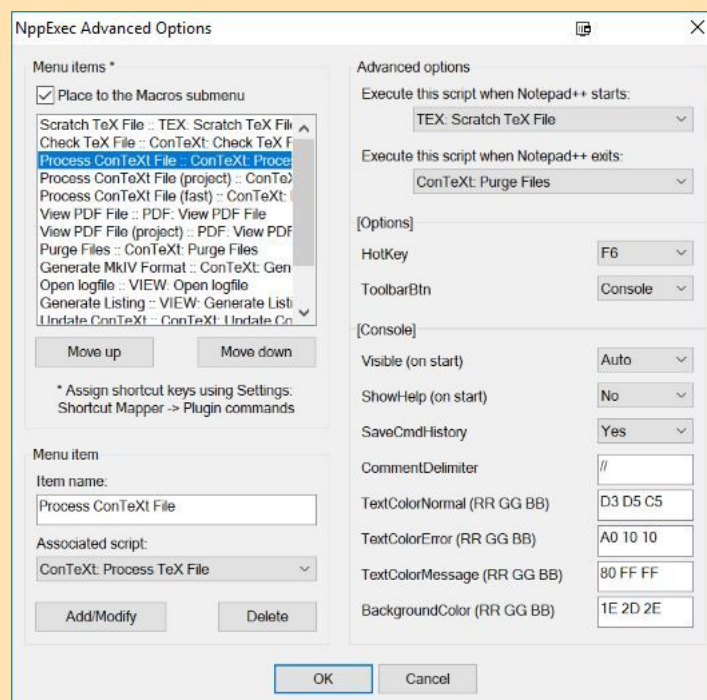 NppExec Advanced Options
Menu items *
Place to the Macros submenu
Scratch TeX File :: TEX: Scratch TeX File
Check TeX File :: ConTeXt: Check TeX F
Process ConTeXt File :: ConTeXt: Proces
Process ConTeXt File (project) :: ConTeX
Process ConTeXt File (fast) :: ConTeXt:
View PDF File :: PDF: View PDF File
View PDF File (project) :: PDF: View PDF
Purge Files :: ConTeXt: Purge Files
Generate MkIV Format :: ConTeXt: Gen
Open logfile :: VIEW: Open logfile
Generate Listing :: VIEW: Generate Listi
Update ConTeXt :: ConTeXt: Update Co
Move up
Move down
* Assign shortcut keys using Settings:
Shortcut Mapper -> Plugin commands
Menu item
Item name:
Process ConTeXt File
Associated script:
ConTeXt: Process TeX File
Add/Modify
Delete
Advanced options
Execute this script when Notepad++ starts:
TEX: Scratch TeX File
Execute this script when Notepad++ exits:
ConTeXt: Purge Files
[Options]
HotKey
F6
ToolbarBtn
Console
[Console]
Visible (on start)
Auto
ShowHelp (on start)
No
SaveCmdHistory
Yes
CommentDelimiter
//
TextColorNormal (RR GG BB)
D3 D5 C5
TextColorError (RR GG BB)
A0 10 10
TextColorMessage (RR GG BB)
80 FF FF
BackgroundColor (RR GG BB)
1E 2D 2E
OK
Cancel